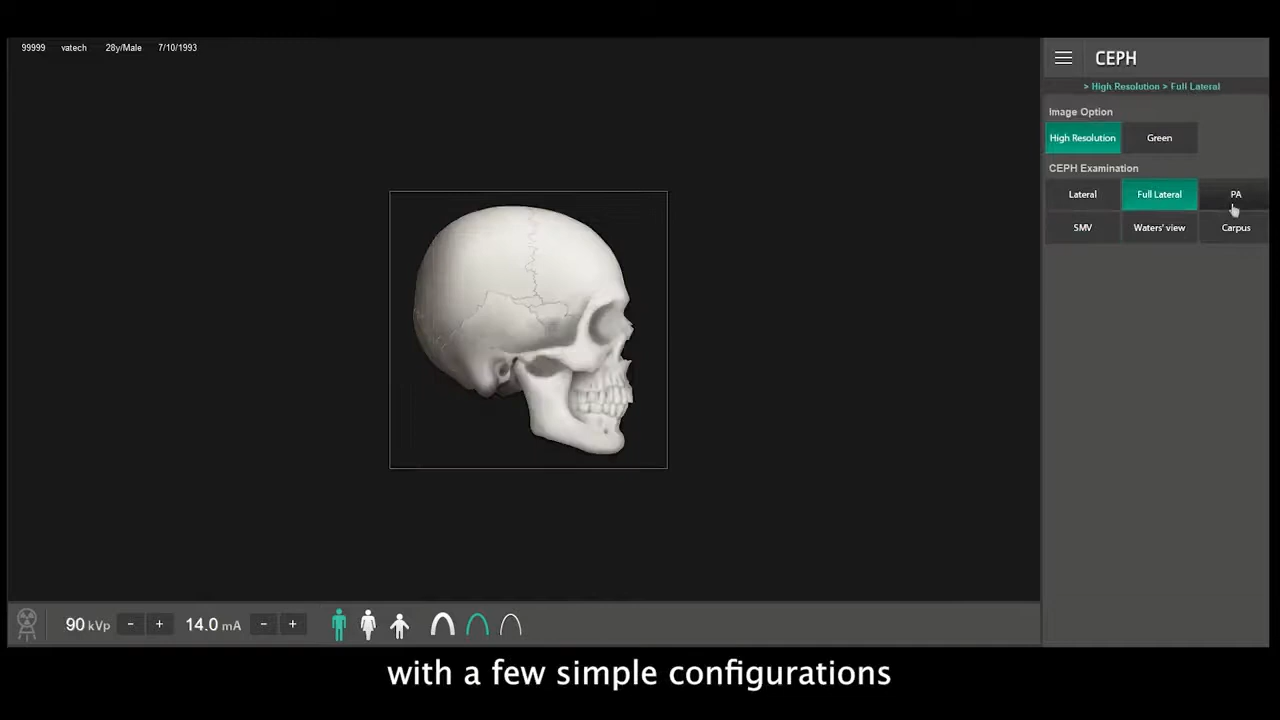 99999 vatech 28y/Male 7/10/1993
CEPH
> High Resolution > Full Lateral
Image Option
High Resolution Green
CEPH Examination
Lateral Full Lateral PA
SMV Waters' view Carpus
90 kVp - + 14.0 mA - +
with a few simple configurations